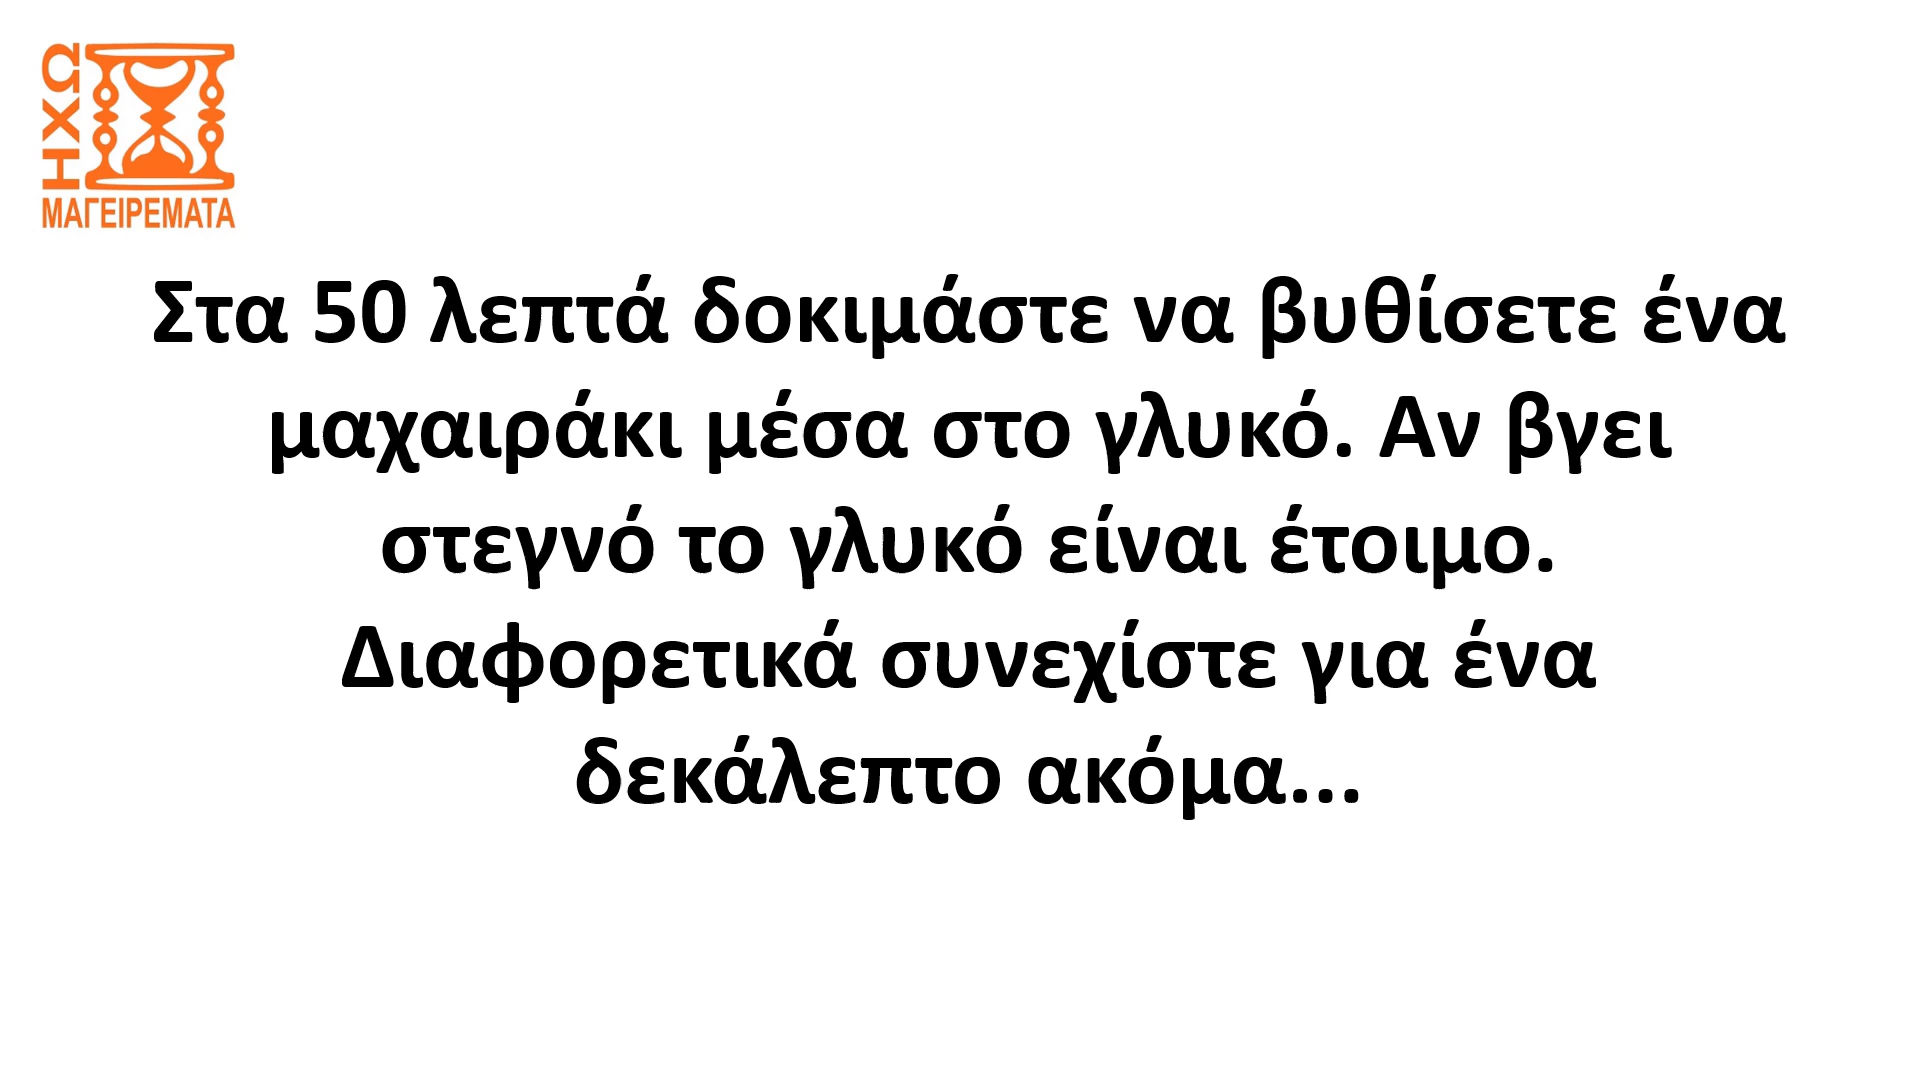 ΗΧΩ
ΜΑΓΕΙΡΕΜΑΤΑ
Στα 50 λεπτά δοκιμάστε να βυθίσετε ένα
μαχαιράκι μέσα στο γλυκό. Αν βγει
στεγνό το γλυκό είναι έτοιμο.
Διαφορετικά συνεχίστε για ένα
δεκάλεπτο ακόμα...